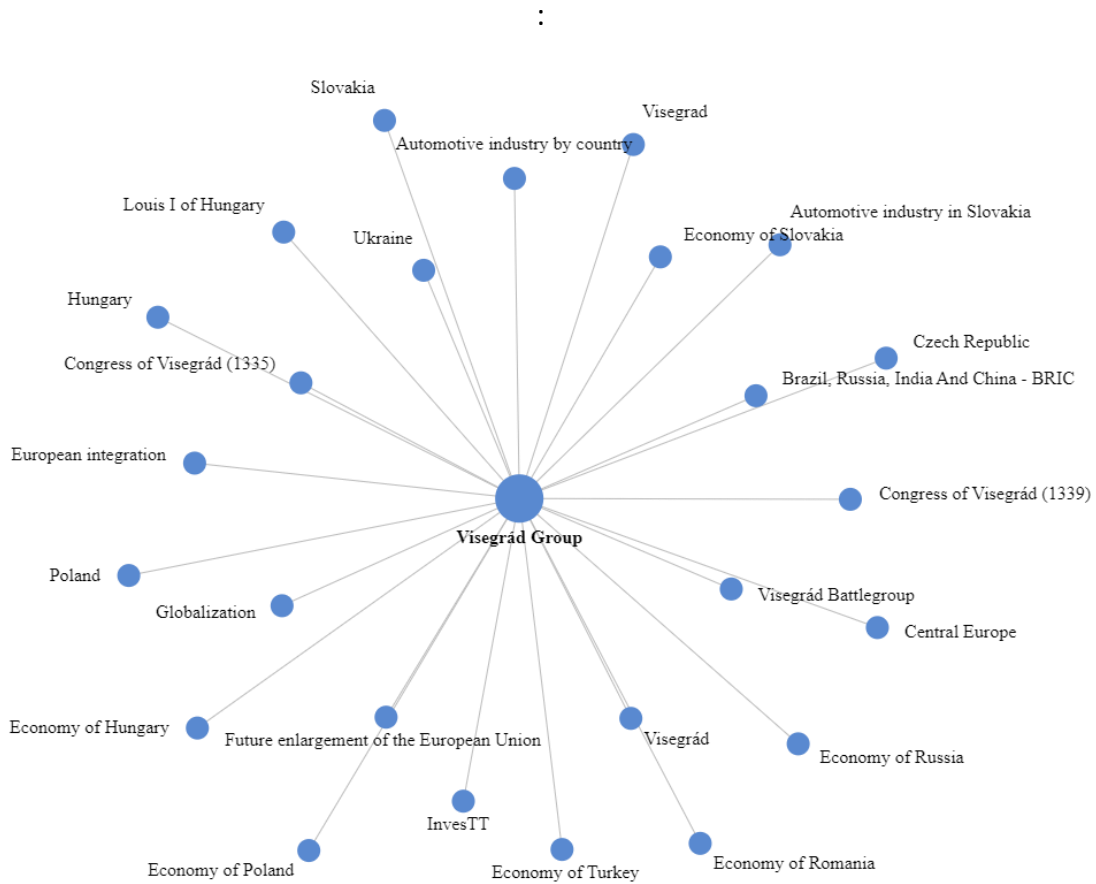 :
Slovakia
Visegrad
Automotive industry by country
Louis I of Hungary
Automotive industry in Slovakia
Ukraine
Economy of Slovakia
Hungary
Czech Republic
Congress of Visegrád (1335)
Brazil, Russia, India And China - BRIC
European integration
Congress of Visegrád (1339)
Visegrád Group
Poland
Visegrád Battlegroup
Globalization
Central Europe
Economy of Hungary
Future enlargement of the European Union
Visegrád
Economy of Russia
InvesTT
Economy of Poland
Economy of Turkey
Economy of Romania